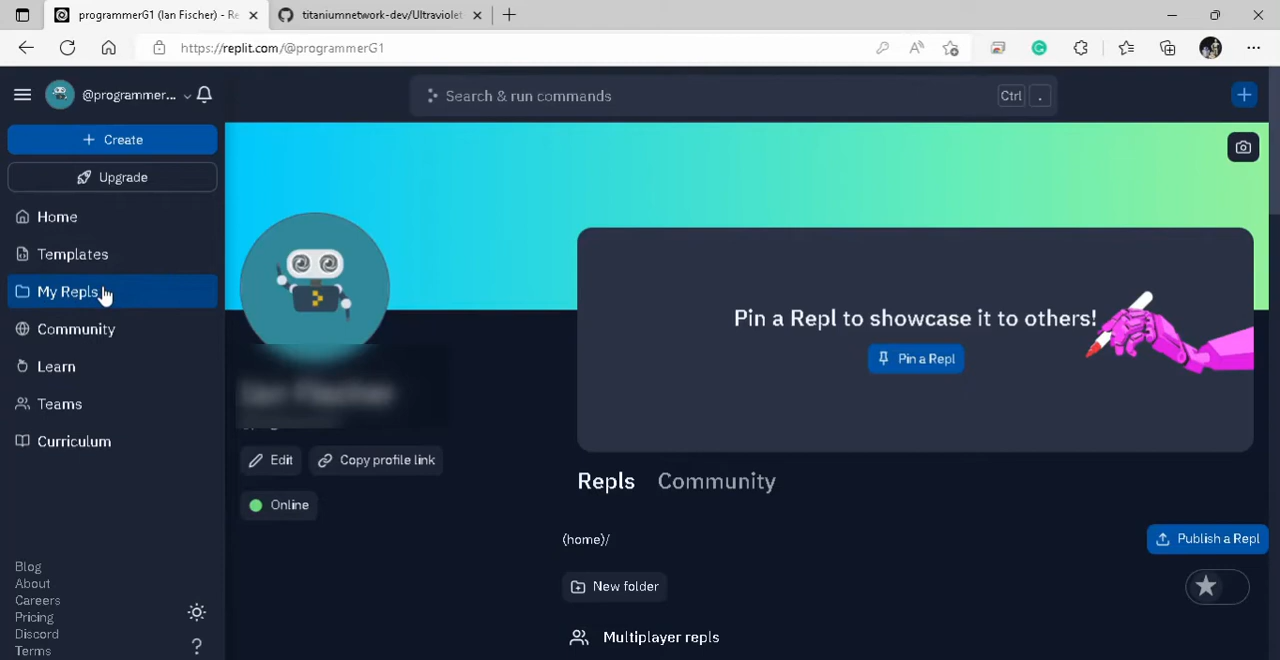 programmerG1 (Ian Fischer) - Re
titaniumnetwork-dev/Ultraviolet
https://replit.com/@programmerG1
@programmer...
Search & run commands
Ctrl
.
+ Create
Upgrade
Home
Templates
My Repls
Community
Learn
Teams
Curriculum
Blog
About
Careers
Pricing
Discord
Terms
Pin a Repl to showcase it to others!
Pin a Repl
Edit
Copy profile link
Online
Repls
Community
(home)/
Publish a Repl
New folder
Multiplayer repls